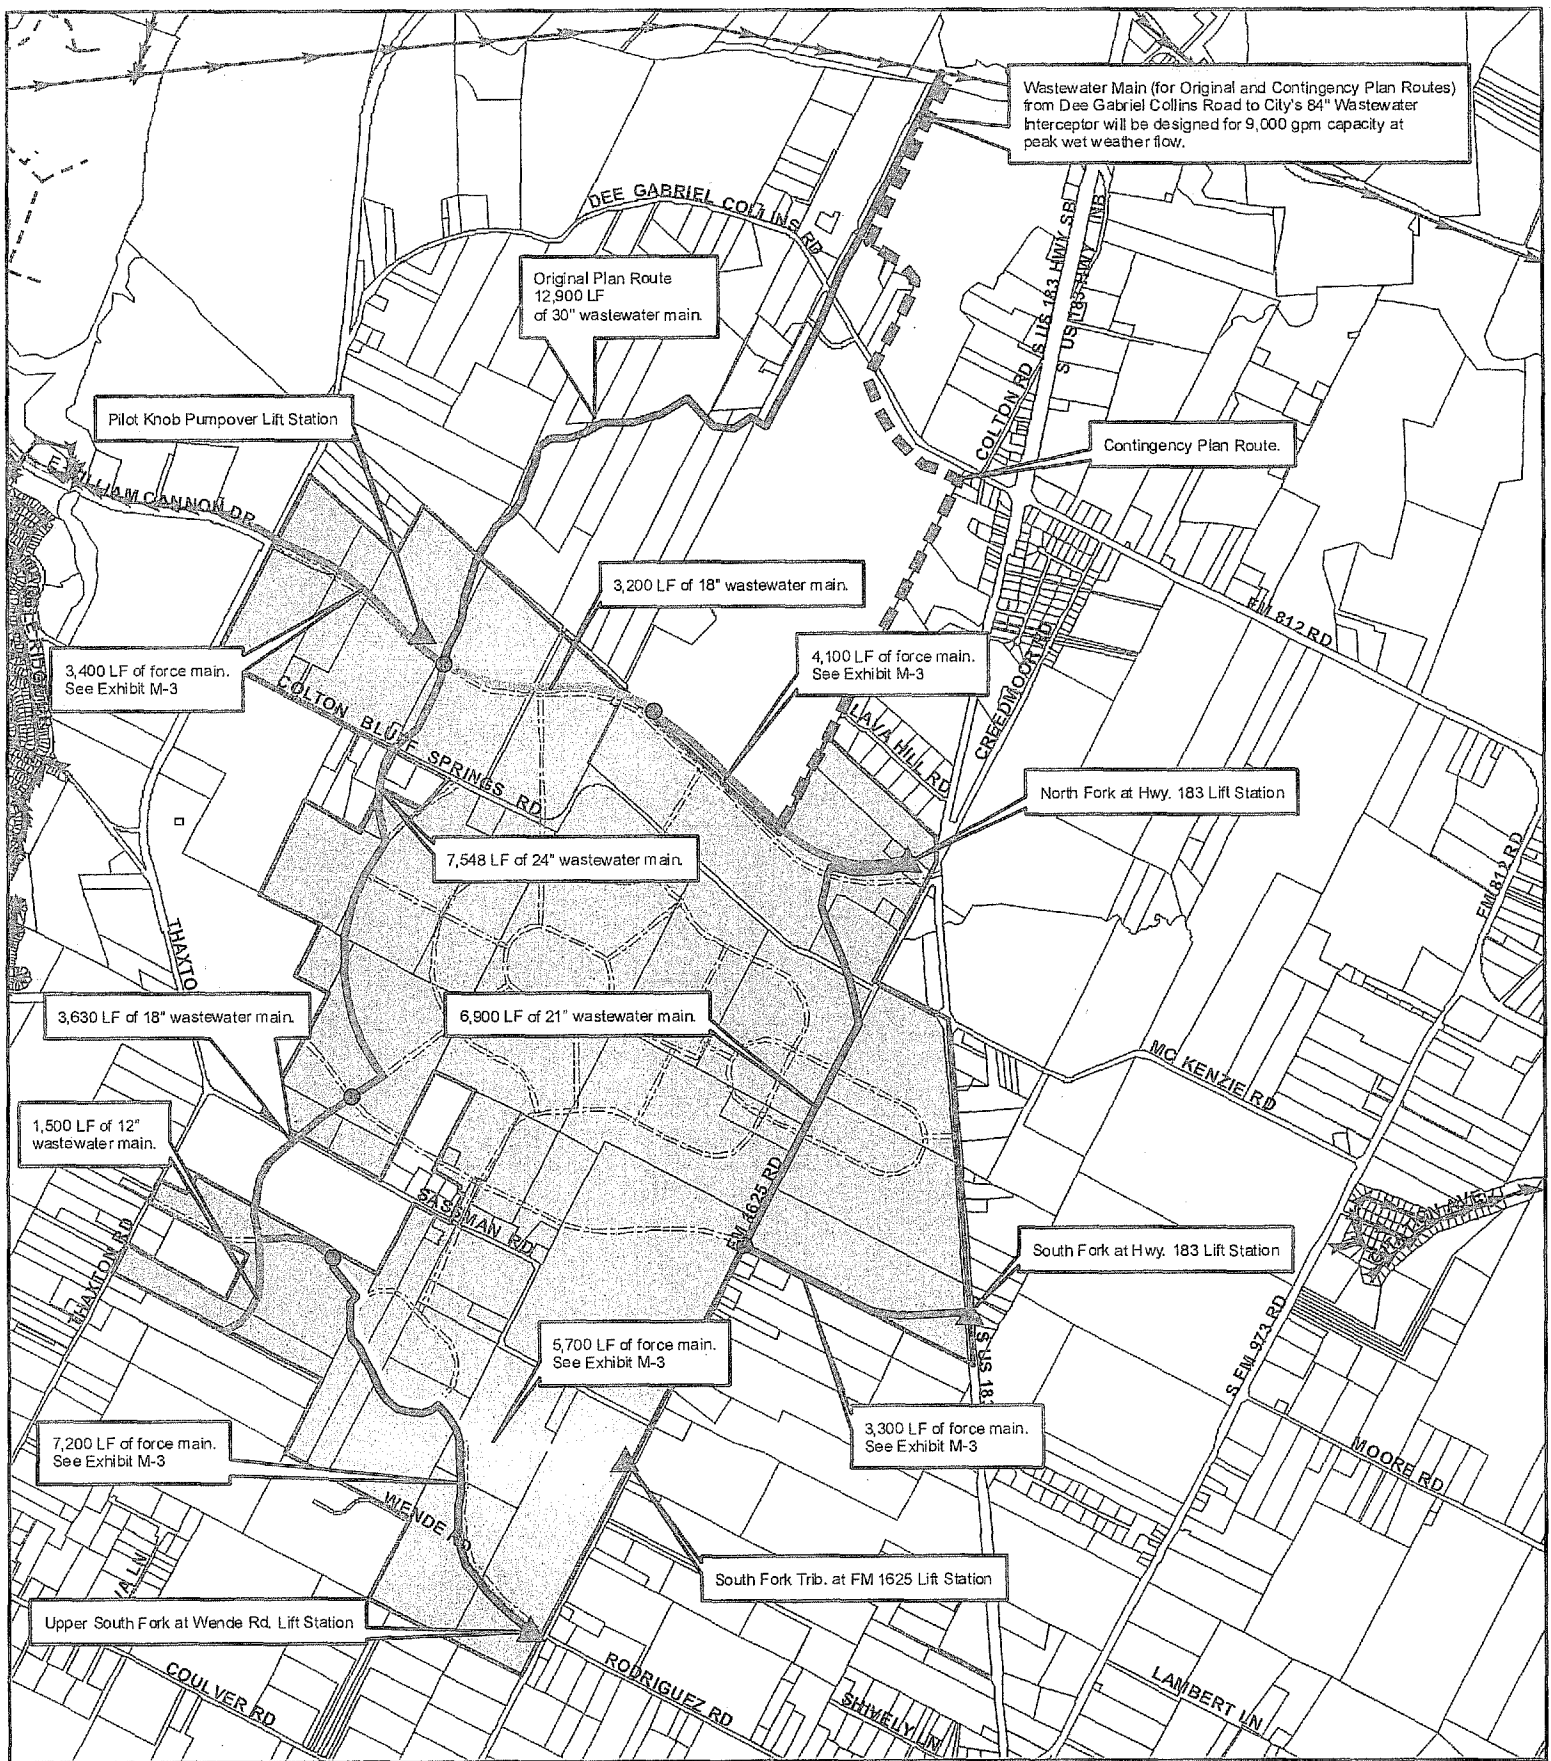 Wastewater Main (for Original and Contingency Plan Routes)
from Dee Gabriel Collins Road to City's 84" Wastewater
Interceptor will be designed for 9,000 gpm capacity at
peak wet weather flow.
DEE GABRIEL COLLINS RD
S US 183 HWY SB
S US 183 HWY NB
Original Plan Route
12,900 LF
of 30" wastewater main.
COLTON RD
Pilot Knob Pumpover Lift Station
Contingency Plan Route.
E WILLIAM CANNON DR
3,200 LF of 18" wastewater main.
FM 812 RD
3,400 LF of force main.
See Exhibit M-3
4,100 LF of force main.
See Exhibit M-3
COLTON BLUFF SPRINGS RD
CREEDMOOR RD
LAVA HILL RD
North Fork at Hwy. 183 Lift Station
7,548 LF of 24" wastewater main.
FM 812 RD
THAXTO
3,630 LF of 18" wastewater main.
6,900 LF of 21" wastewater main.
MC KENZIE RD
1,500 LF of 12"
wastewater main.
SASSMAN RD
FM 1625 RD
THAXTON RD
South Fork at Hwy. 183 Lift Station
5,700 LF of force main.
See Exhibit M-3
S US 183
S FM 973 RD
7,200 LF of force main.
See Exhibit M-3
3,300 LF of force main.
See Exhibit M-3
MOORE RD
WENDE RD
South Fork Trib. at FM 1625 Lift Station
Upper South Fork at Wende Rd. Lift Station
COULVER RD
RODRIGUEZ RD
SHIVELY LN
LAMBERT LN